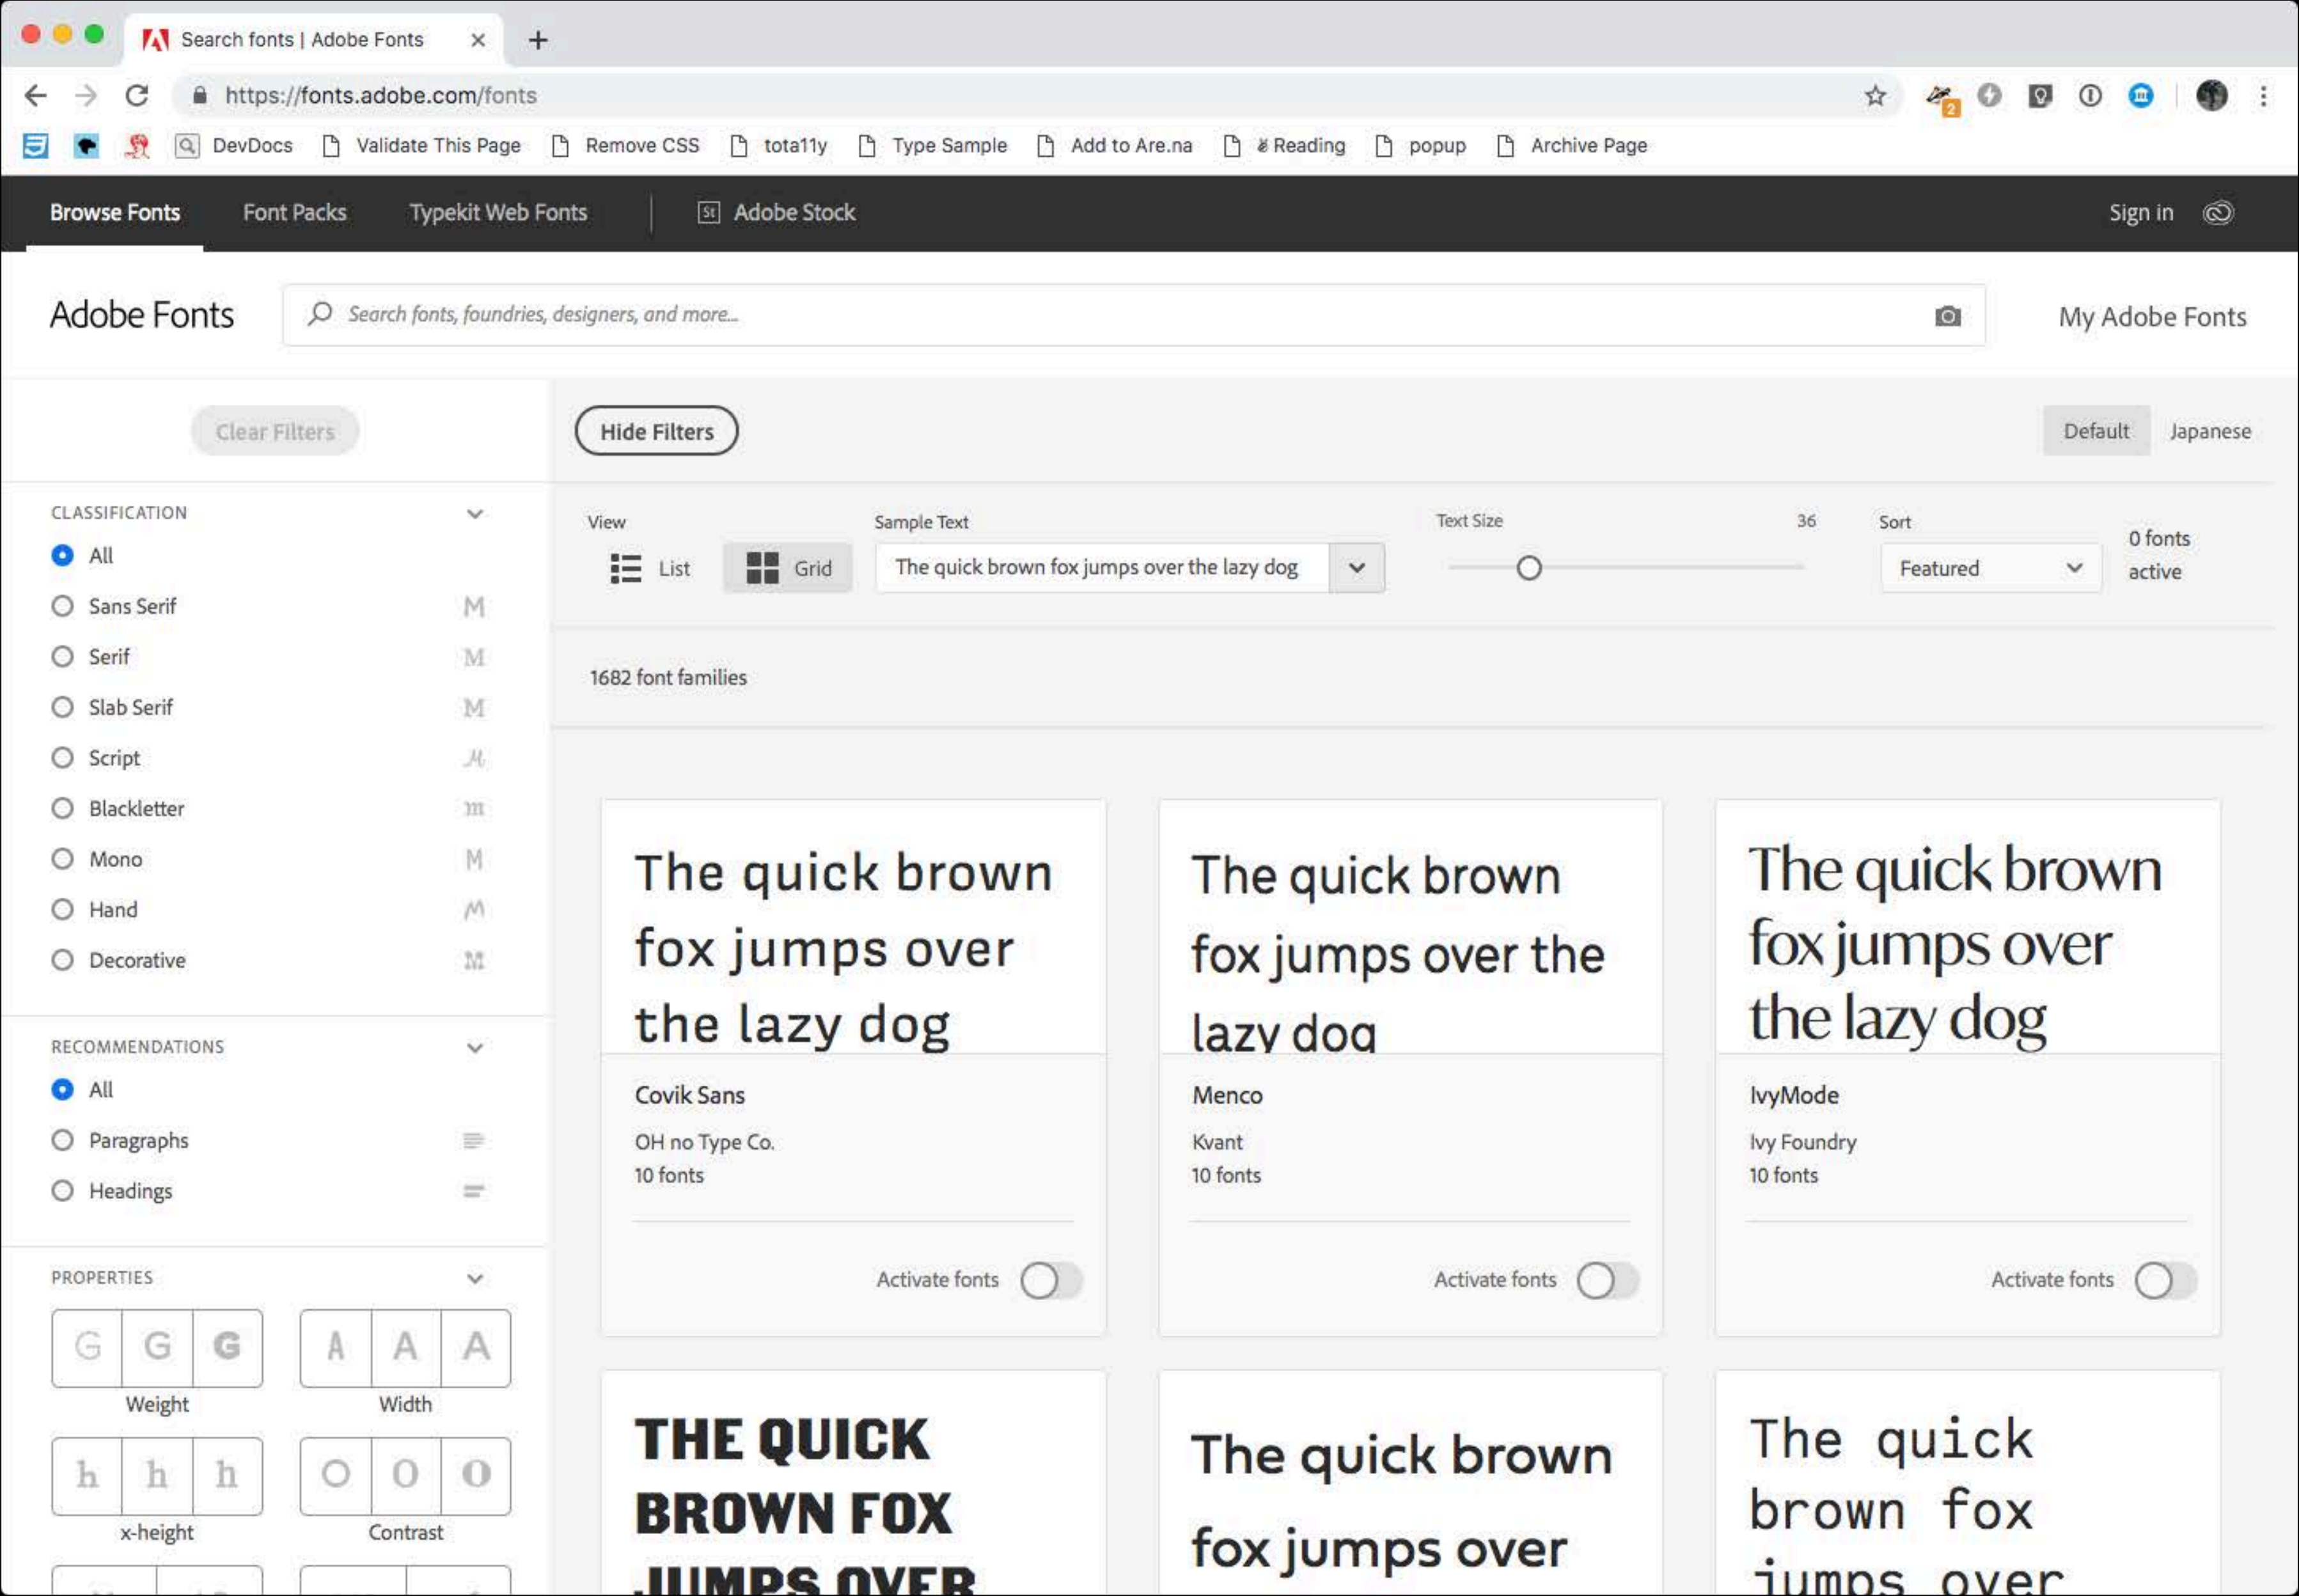 Search fonts | Adobe Fonts
https://fonts.adobe.com/fonts
2
DevDocs
Validate This Page
Remove CSS
tota11y
Type Sample
Add to Are.na
Reading
popup
Archive Page
Browse Fonts
Font Packs
Typekit Web Fonts
St Adobe Stock
Sign in
Adobe Fonts
Search fonts, foundries, designers, and more...
My Adobe Fonts
Clear Filters
Hide Filters
Default
Japanese
CLASSIFICATION
All
Sans Serif M
Serif M
Slab Serif M
Script M
Blackletter m
Mono M
Hand M
Decorative M
RECOMMENDATIONS
All
Paragraphs
Headings
PROPERTIES
G G G
Weight
A A A
Width
h h h
x-height
O O O
Contrast
View
List
Grid
Sample Text
The quick brown fox jumps over the lazy dog
Text Size 36
Sort
Featured
0 fonts
active
1682 font families
The quick brown
fox jumps over
the lazy dog
Covik Sans
OH no Type Co.
10 fonts
Activate fonts
The quick brown
fox jumps over the
lazy dog
Menco
Kvant
10 fonts
Activate fonts
The quick brown
fox jumps over
the lazy dog
IvyMode
Ivy Foundry
10 fonts
Activate fonts
THE QUICK
BROWN FOX
JUMPS OVER
The quick brown
fox jumps over
The quick
brown fox
jumps over